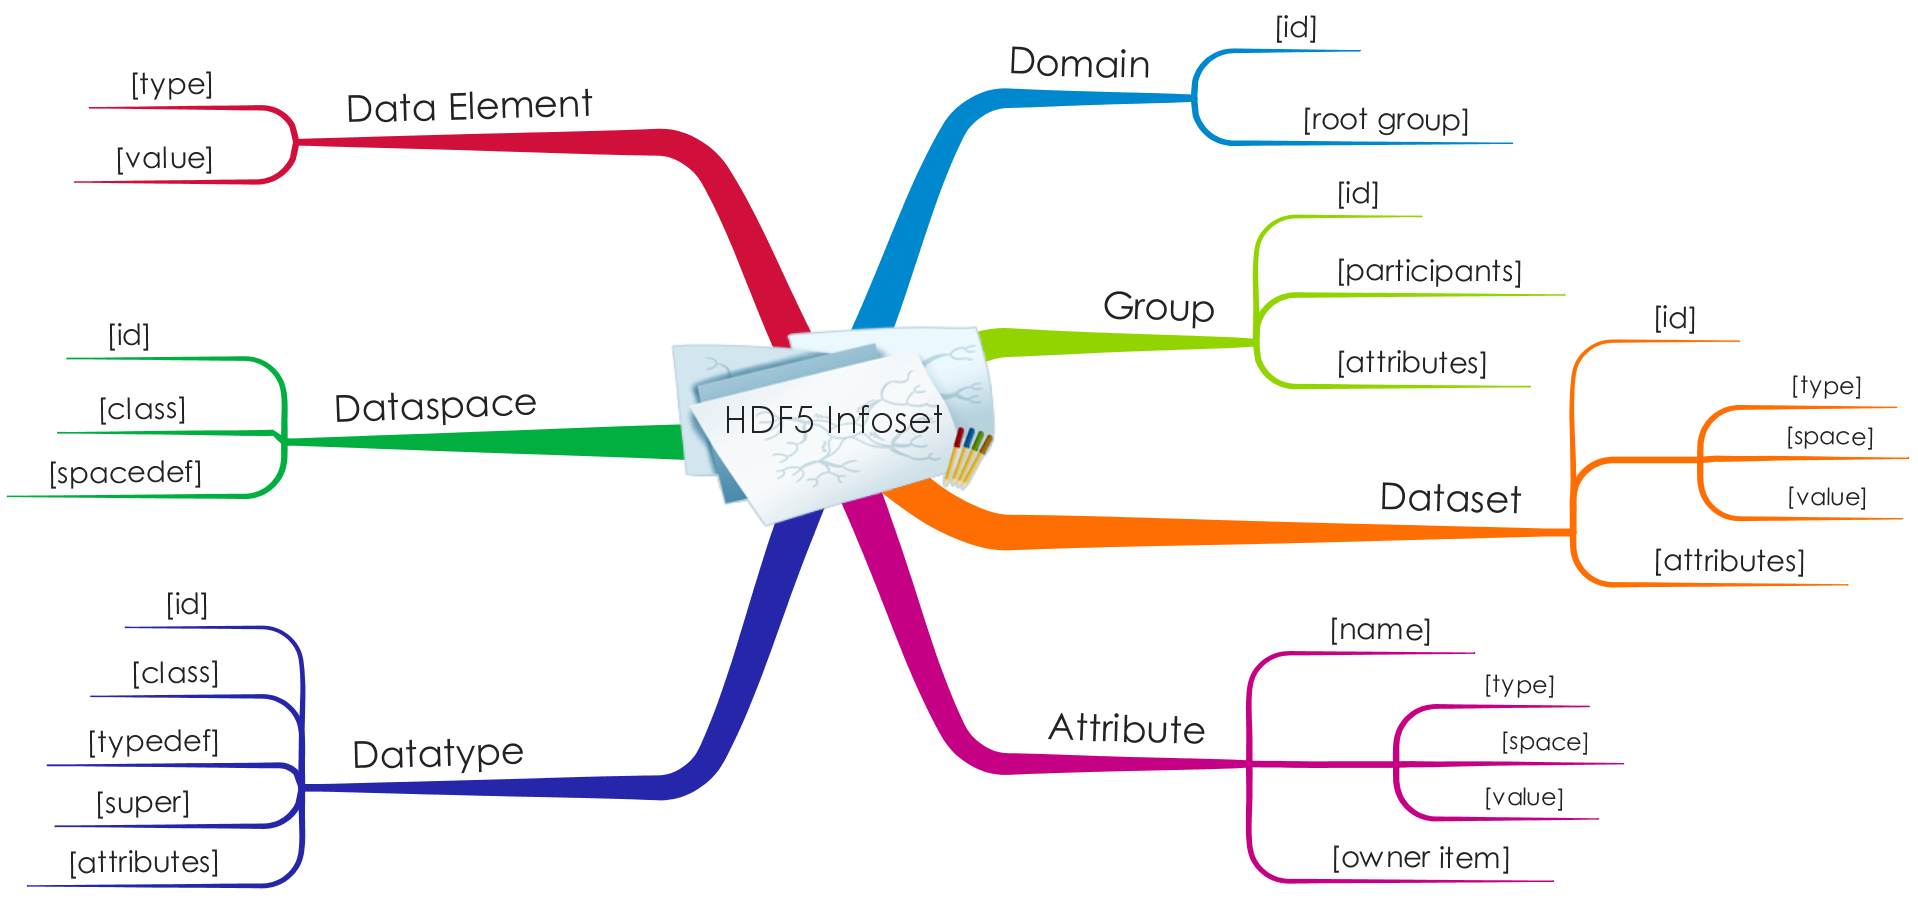 HDF5 Infoset
Domain
[id]
[root group]
Group
[id]
[participants]
[attributes]
Dataset
[id]
[type]
[space]
[value]
[attributes]
Attribute
[name]
[type]
[space]
[value]
[owner item]
Data Element
[type]
[value]
Dataspace
[id]
[class]
[spacedef]
Datatype
[id]
[class]
[typedef]
[super]
[attributes]